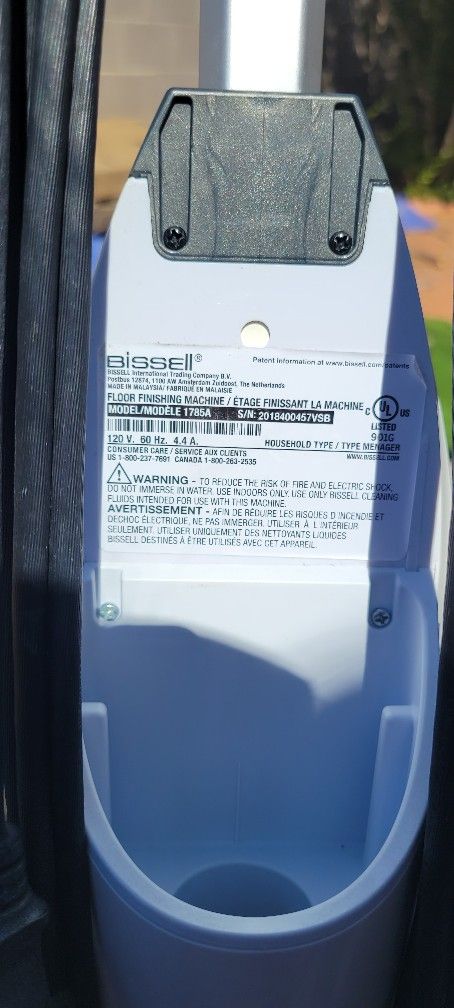 BISSELL®
Patent information at www.bissell.com/patents
BISSELL International Trading Company B.V.
Postbus 12874, 1100 AW Amsterdam Zuidoost, The Netherlands
MADE IN MALAYSIA/ FABRIQUÉ EN MALAISIE
FLOOR FINISHING MACHINE / ÉTAGE FINISSANT LA MACHINE
C UL US
MODEL/MODÈLE 1785A S/N: 2018400457VSB
LISTED
901G
120 V. 60 Hz. 4.4 A. HOUSEHOLD TYPE / TYPE MENAGER
CONSUMER CARE / SERVICE AUX CLIENTS
WWW.BISSELL.COM
US 1-800-237-7691 CANADA 1-800-263-2535
WARNING - TO REDUCE THE RISK OF FIRE AND ELECTRIC SHOCK,
DO NOT IMMERSE IN WATER. USE INDOORS ONLY. USE ONLY BISSELL CLEANING
FLUIDS INTENDED FOR USE WITH THIS MACHINE.
AVERTISSEMENT - AFIN DE RÉDUIRE LES RISQUES D'INCENDIE ET
DECHOC ÉLECTRIQUE, NE PAS IMMERGER. UTILISER À L'INTÉRIEUR
SEULEMENT. UTILISER UNIQUEMENT DES NETTOYANTS LIQUIDES
BISSELL DESTINÉS À ÊTRE UTILISÉS AVEC CET APPAREIL.